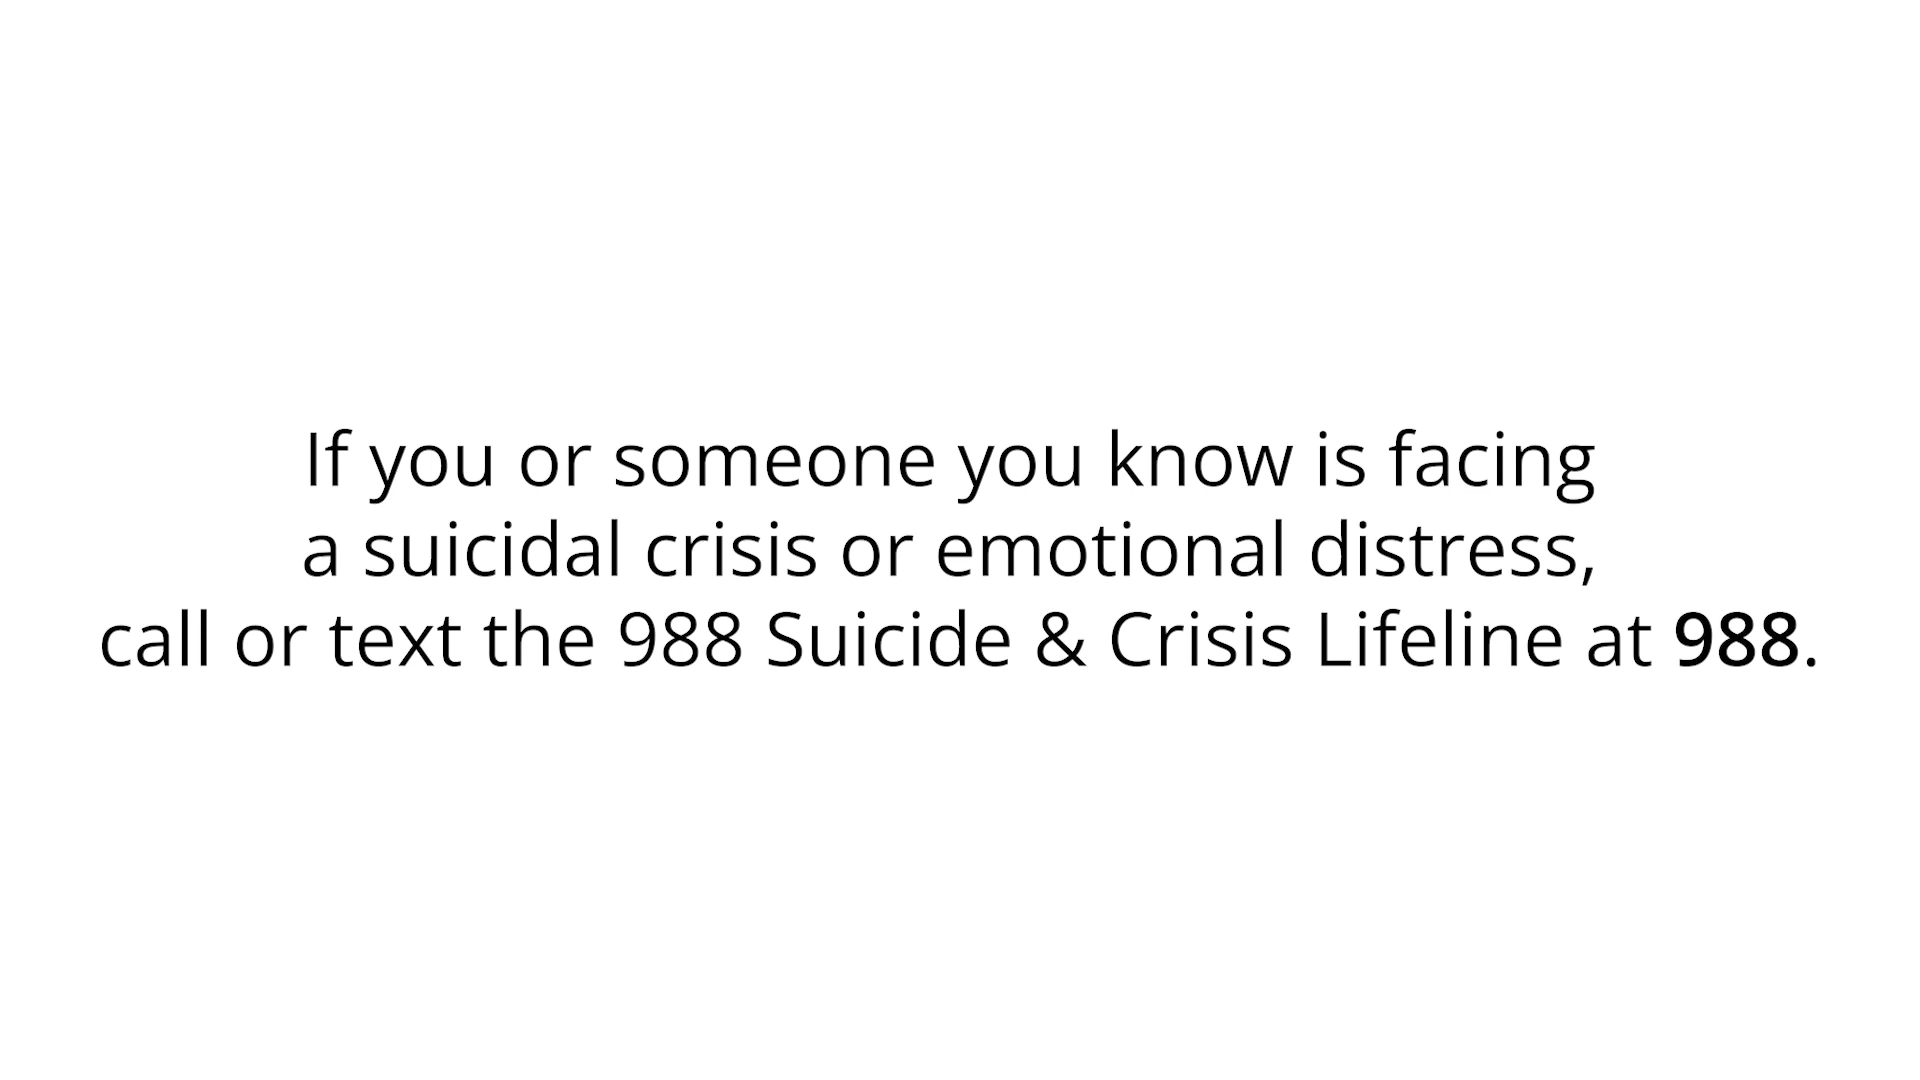 If you or someone you know is facing
a suicidal crisis or emotional distress,
call or text the 988 Suicide & Crisis Lifeline at 988.